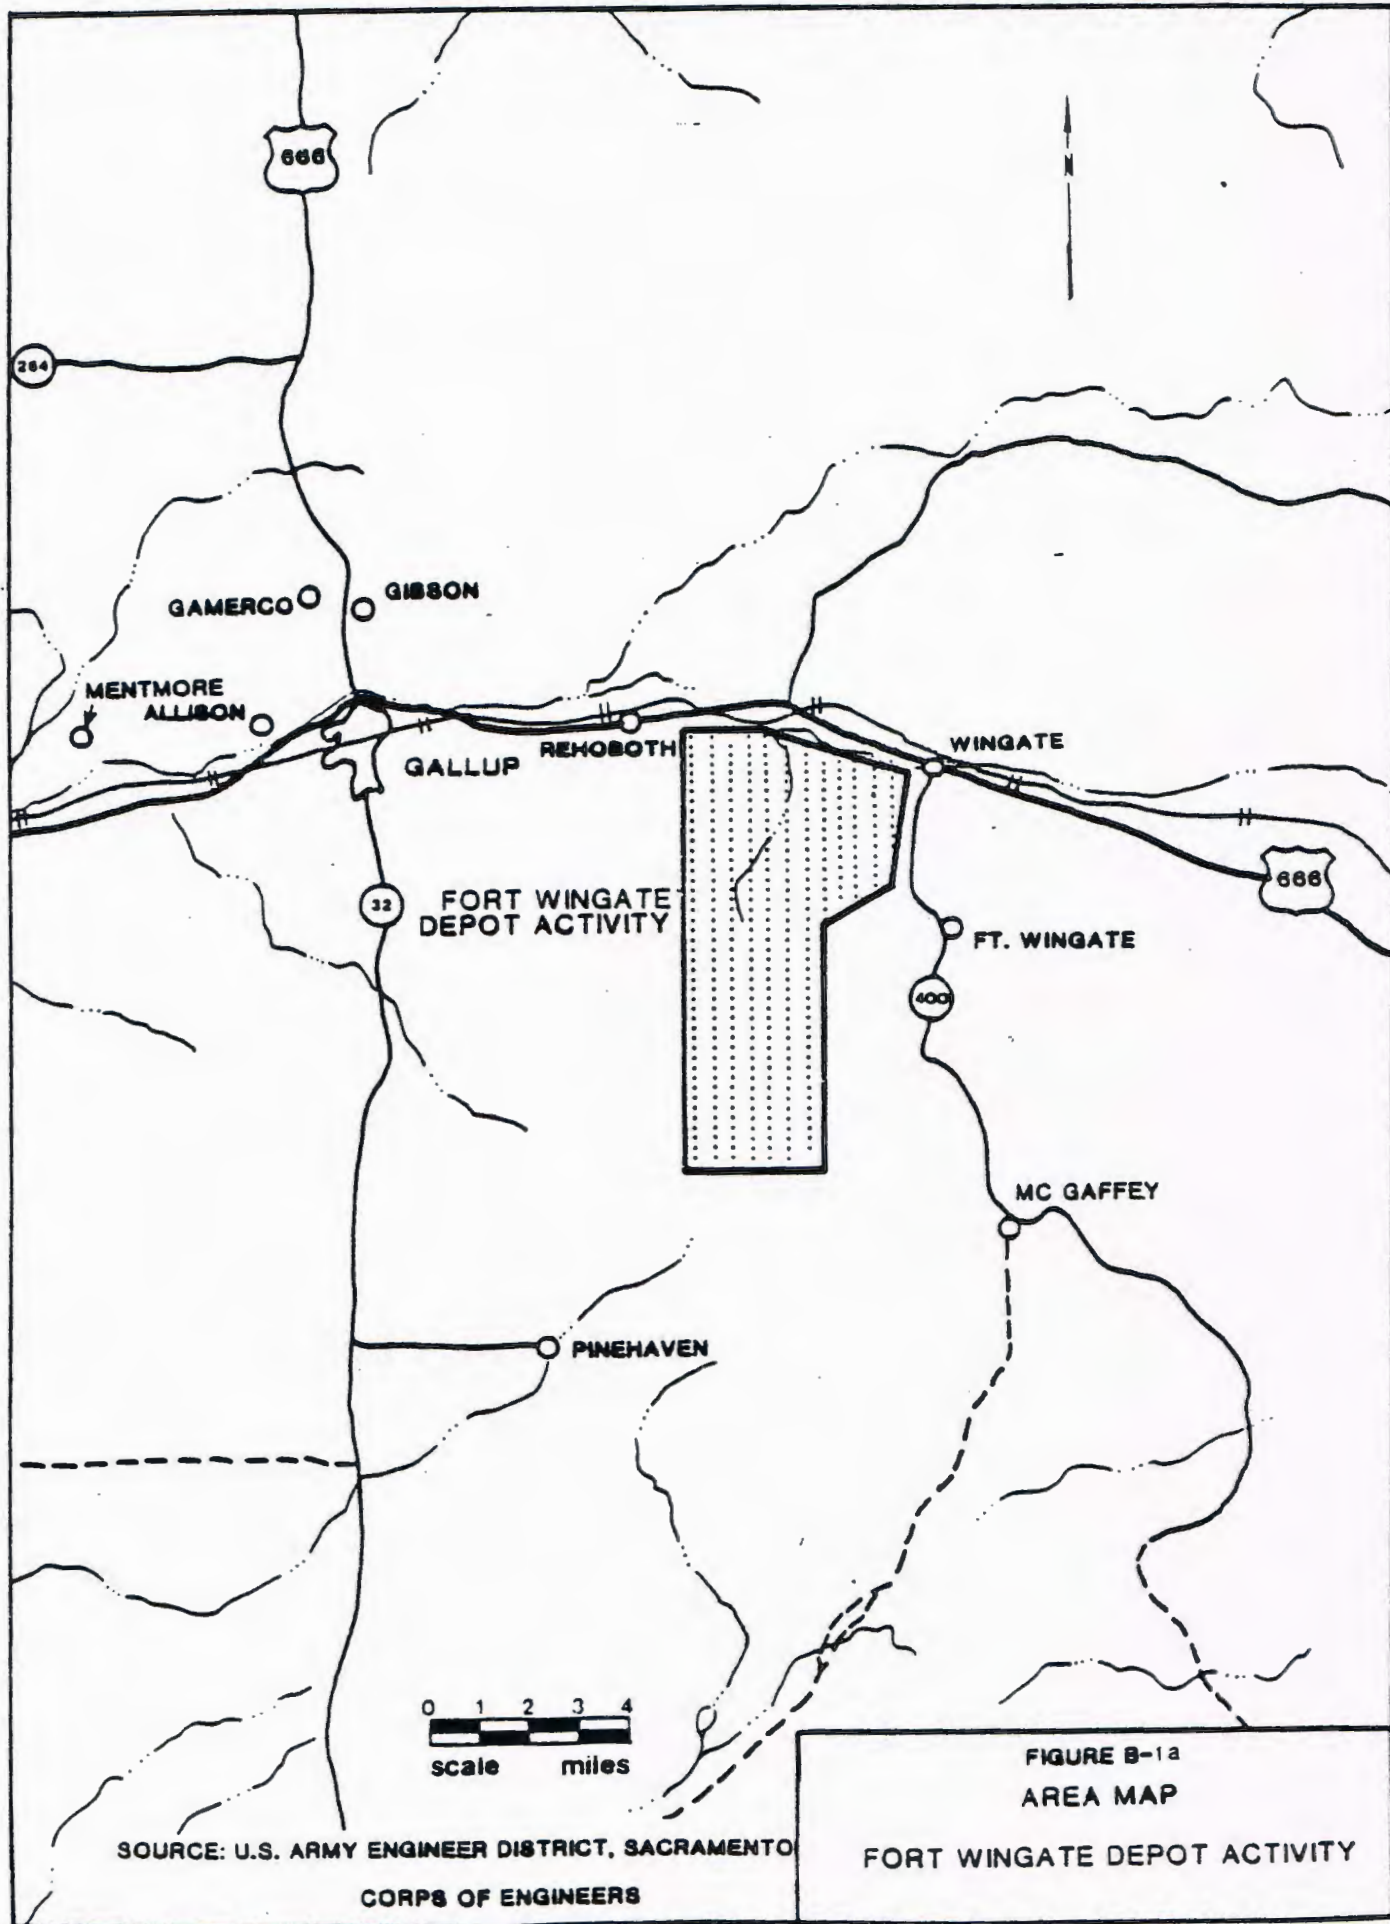 666
N
264
GAMERCO
GIBSON
MENTMORE
ALLISON
REHOBOTH
WINGATE
GALLUP
666
32
FORT WINGATE
DEPOT ACTIVITY
FT. WINGATE
400
MC GAFFEY
PINEHAVEN
0 1 2 3 4
scale miles
FIGURE B-1a
AREA MAP
FORT WINGATE DEPOT ACTIVITY
SOURCE: U.S. ARMY ENGINEER DISTRICT, SACRAMENTO
CORPS OF ENGINEERS